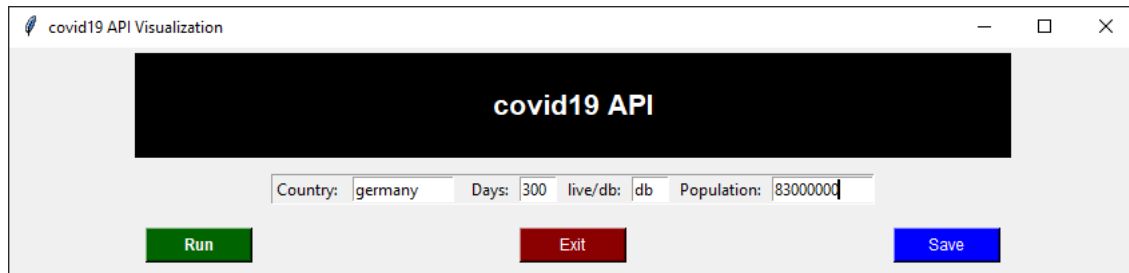 covid19 API Visualization
covid19 API
Country: germany Days: 300 live/db: db Population: 83000000
Run Exit Save